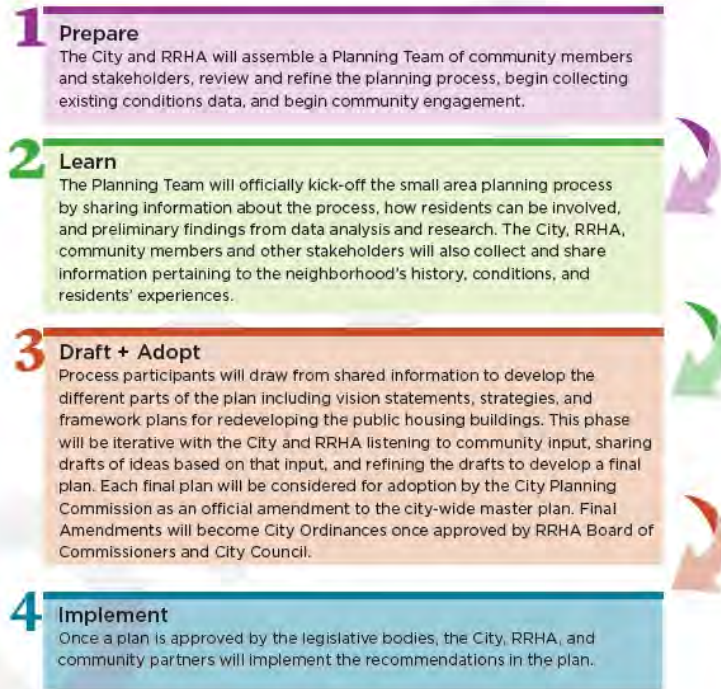 1
Prepare
The City and RRHA will assemble a Planning Team of community members
and stakeholders, review and refine the planning process, begin collecting
existing conditions data, and begin community engagement.
2
Learn
The Planning Team will officially kick-off the small area planning process
by sharing information about the process, how residents can be involved,
and preliminary findings from data analysis and research. The City, RRHA,
community members and other stakeholders will also collect and share
information pertaining to the neighborhood's history, conditions, and
residents' experiences.
3
Draft + Adopt
Process participants will draw from shared information to develop the
different parts of the plan including vision statements, strategies, and
framework plans for redeveloping the public housing buildings. This phase
will be iterative with the City and RRHA listening to community input, sharing
drafts of ideas based on that input, and refining the drafts to develop a final
plan. Each final plan will be considered for adoption by the City Planning
Commission as an official amendment to the city-wide master plan. Final
Amendments will become City Ordinances once approved by RRHA Board of
Commissioners and City Council.
4
Implement
Once a plan is approved by the legislative bodies, the City, RRHA, and
community partners will implement the recommendations in the plan.